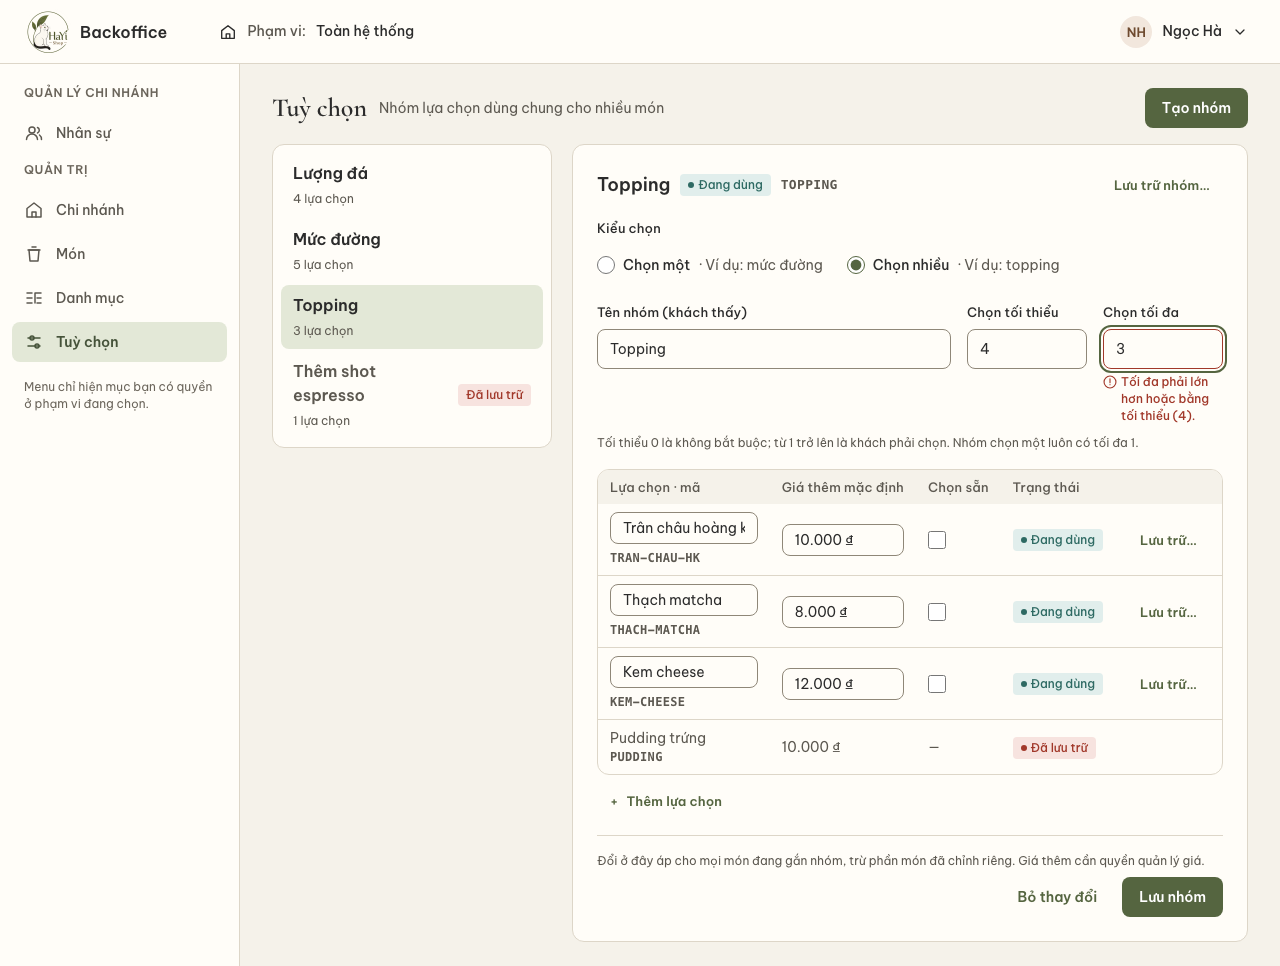 HaYi
Shop
Backoffice
Phạm vi: Toàn hệ thống
NH
Ngọc Hà
QUẢN LÝ CHI NHÁNH
Nhân sự
QUẢN TRỊ
Chi nhánh
Món
Danh mục
Tuỳ chọn
Menu chỉ hiện mục bạn có quyền
ở phạm vi đang chọn.
Tuỳ chọn
Nhóm lựa chọn dùng chung cho nhiều món
Tạo nhóm
Lượng đá
4 lựa chọn
Mức đường
5 lựa chọn
Topping
3 lựa chọn
Thêm shot
espresso
Đã lưu trữ
1 lựa chọn
Topping
Đang dùng
TOPPING
Lưu trữ nhóm...
Kiểu chọn
Chọn một · Ví dụ: mức đường
Chọn nhiều · Ví dụ: topping
Tên nhóm (khách thấy)
Chọn tối thiểu
Chọn tối đa
Topping
4
3
Tối đa phải lớn
hơn hoặc bằng
tối thiểu (4).
Tối thiểu 0 là không bắt buộc; từ 1 trở lên là khách phải chọn. Nhóm chọn một luôn có tối đa 1.
Lựa chọn · mã
Giá thêm mặc định
Chọn sẵn
Trạng thái
Trân châu hoàng k
TRAN-CHAU-HK
10.000 ₫
Đang dùng
Lưu trữ...
Thạch matcha
THACH-MATCHA
8.000 ₫
Đang dùng
Lưu trữ...
Kem cheese
KEM-CHEESE
12.000 ₫
Đang dùng
Lưu trữ...
Pudding trứng
PUDDING
10.000 ₫
—
Đã lưu trữ
+ Thêm lựa chọn
Đổi ở đây áp cho mọi món đang gắn nhóm, trừ phần món đã chỉnh riêng. Giá thêm cần quyền quản lý giá.
Bỏ thay đổi
Lưu nhóm